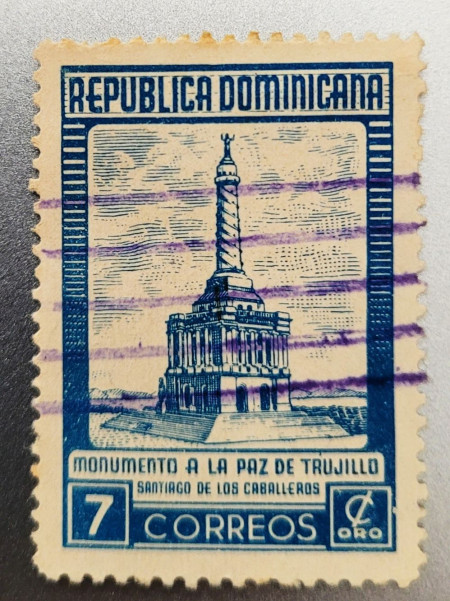 REPUBLICA DOMINICANA
MONUMENTO A LA PAZ DE TRUJILLO
SANTIAGO DE LOS CABALLEROS
7 CORREOS ₵ ORO